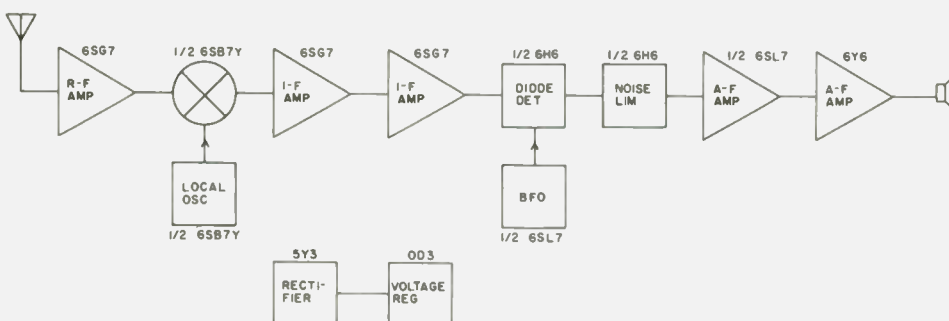 6SG7
R-F
AMP
1/2 6SB7Y
LOCAL
OSC
1/2 6SB7Y
6SG7
I-F
AMP
6SG7
I-F
AMP
1/2 6H6
DIODE
DET
BFO
1/2 6SL7
1/2 6H6
NOISE
LIM
1/2 6SL7
A-F
AMP
6Y6
A-F
AMP
5Y3
RECTI-
FIER
OD3
VOLTAGE
REG